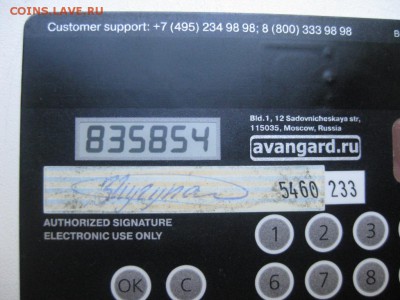 COINS.LAVE.RU
Customer support: +7 (495) 234 98 98; 8 (800) 333 98 98
835854
Bld.1, 12 Sadovnicheskaya str,
115035, Moscow, Russia
avangard.ru
5460 233
AUTHORIZED SIGNATURE
ELECTRONIC USE ONLY
1 2 3
OK C 6 7 8